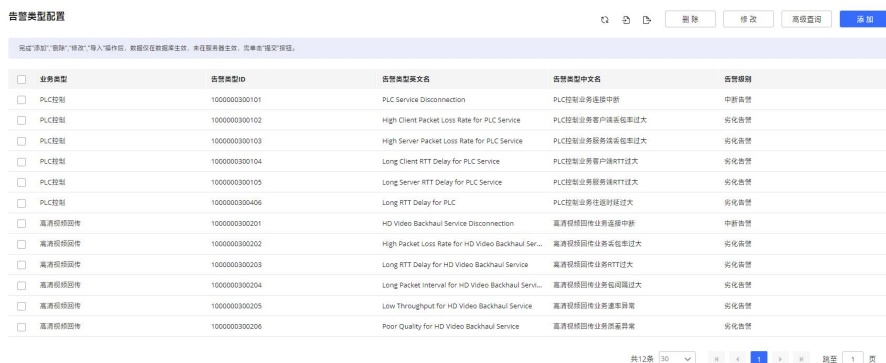 告警类型配置
删除 修改 高级查询 添加
完成"添加","删除","修改","导入"操作后，数据仅在数据库生效，未在服务器生效，需单击"提交"按钮。
业务类型 告警类型ID 告警类型英文名 告警类型中文名 告警级别
PLC控制 1000000300101 PLC Service Disconnection PLC控制业务连接中断 中断告警
PLC控制 1000000300102 High Client Packet Loss Rate for PLC Service PLC控制业务客户端丢包率过大 劣化告警
PLC控制 1000000300103 High Server Packet Loss Rate for PLC Service PLC控制业务服务端丢包率过大 劣化告警
PLC控制 1000000300104 Long Client RTT Delay for PLC Service PLC控制业务客户端RTT过大 劣化告警
PLC控制 1000000300105 Long Server RTT Delay for PLC Service PLC控制业务服务端RTT过大 劣化告警
PLC控制 1000000300406 Long RTT Delay for PLC PLC控制业务往返时延过大 劣化告警
高清视频回传 1000000300201 HD Video Backhaul Service Disconnection 高清视频回传业务连接中断 中断告警
高清视频回传 1000000300202 High Packet Loss Rate for HD Video Backhaul Ser... 高清视频回传业务丢包率过大 劣化告警
高清视频回传 1000000300203 Long RTT Delay for HD Video Backhaul Service 高清视频回传业务RTT过大 劣化告警
高清视频回传 1000000300204 Long Packet Interval for HD Video Backhaul Servi... 高清视频回传业务包间隔过大 劣化告警
高清视频回传 1000000300205 Low Throughput for HD Video Backhaul Service 高清视频回传业务速率异常 劣化告警
高清视频回传 1000000300206 Poor Quality for HD Video Backhaul Service 高清视频回传业务质差异常 劣化告警
共12条 30 1 跳至 1 页